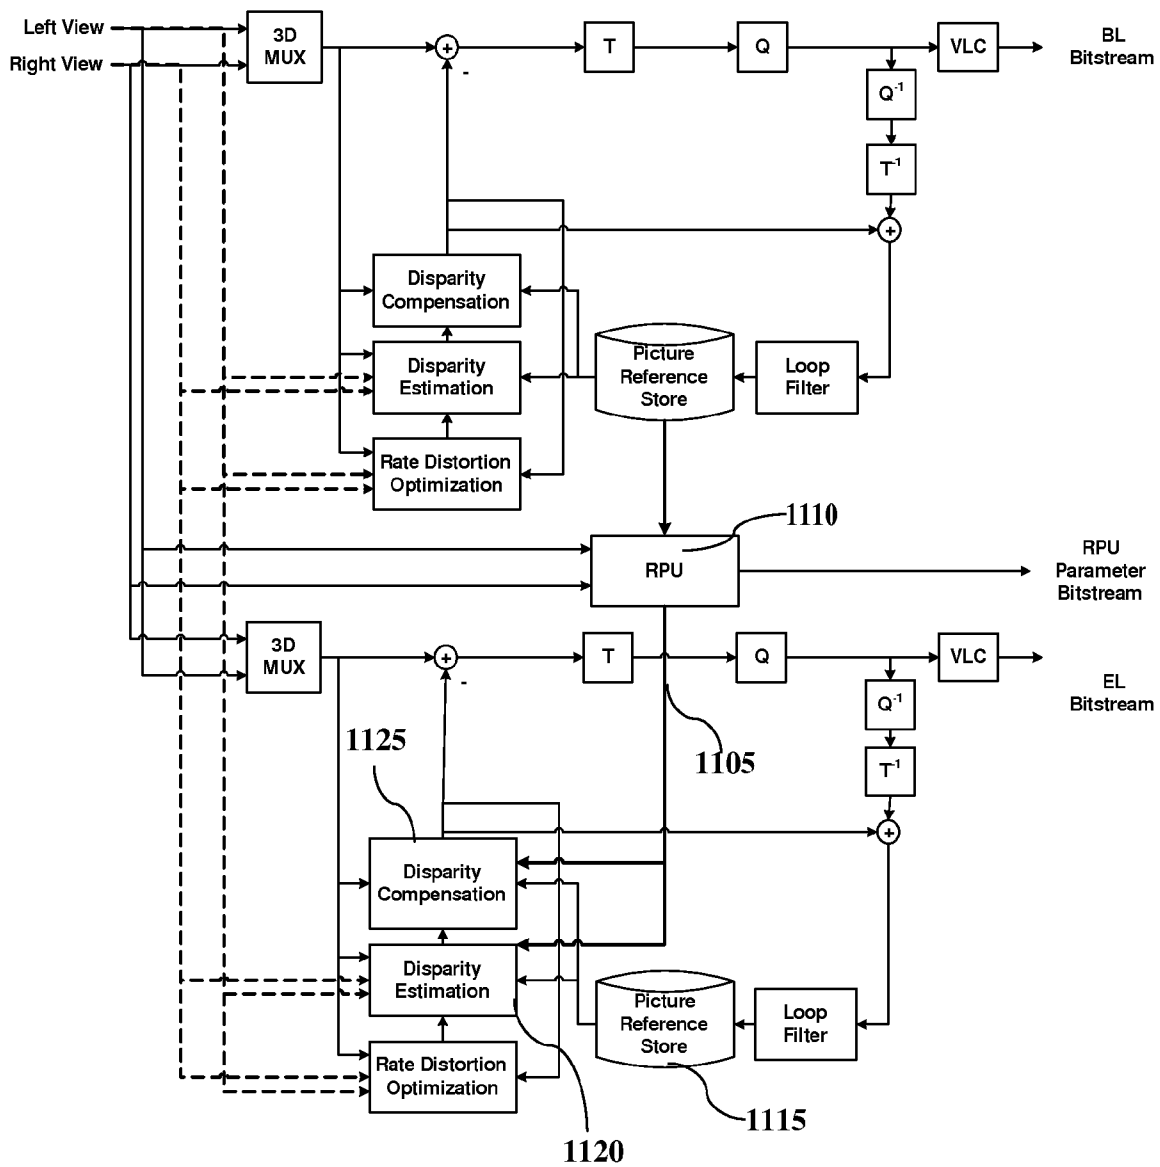 Left View
Right View
3D
MUX
+
-
T
Q
VLC
BL
Bitstream
Q-1
T-1
+
Disparity
Compensation
Disparity
Estimation
Rate Distortion
Optimization
Picture
Reference
Store
Loop
Filter
1110
RPU
RPU
Parameter
Bitstream
3D
MUX
+
-
T
Q
VLC
EL
Bitstream
Q-1
T-1
+
1125
1105
Disparity
Compensation
Disparity
Estimation
Rate Distortion
Optimization
Picture
Reference
Store
Loop
Filter
1115
1120